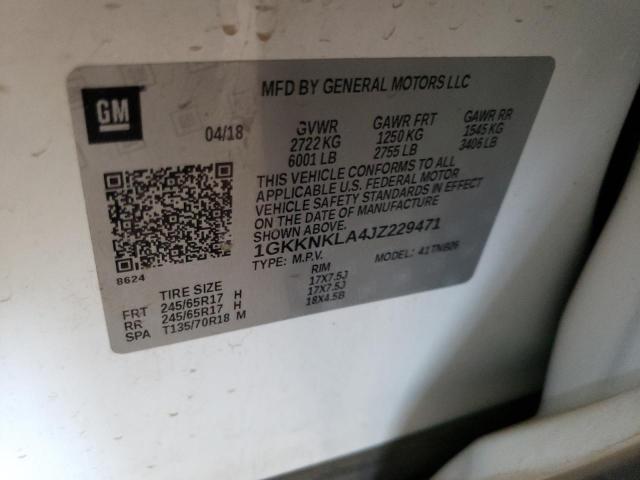 MFD BY GENERAL MOTORS LLC
GM
04/18
GVWR GAWR FRT GAWR RR
2722 KG 1250 KG 1545 KG
6001 LB 2755 LB 3406 LB
THIS VEHICLE CONFORMS TO ALL
APPLICABLE U.S. FEDERAL MOTOR
VEHICLE SAFETY STANDARDS IN EFFECT
ON THE DATE OF MANUFACTURE
1GKKNKLA4JZ229471
TYPE: M.P.V. MODEL: 41TNB26
8624
TIRE SIZE RIM
FRT 245/65R17 H 17X7.5J
RR 245/65R17 H 17X7.5J
SPA T135/70R18 M 18X4.5B